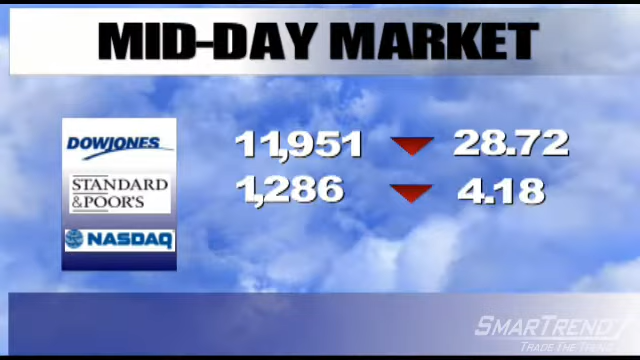 MID-DAY MARKET
DOWJONES 11,951 28.72
STANDARD
&POOR'S 1,286 4.18
NASDAQ
SMARTREND
TRADE THE TREND